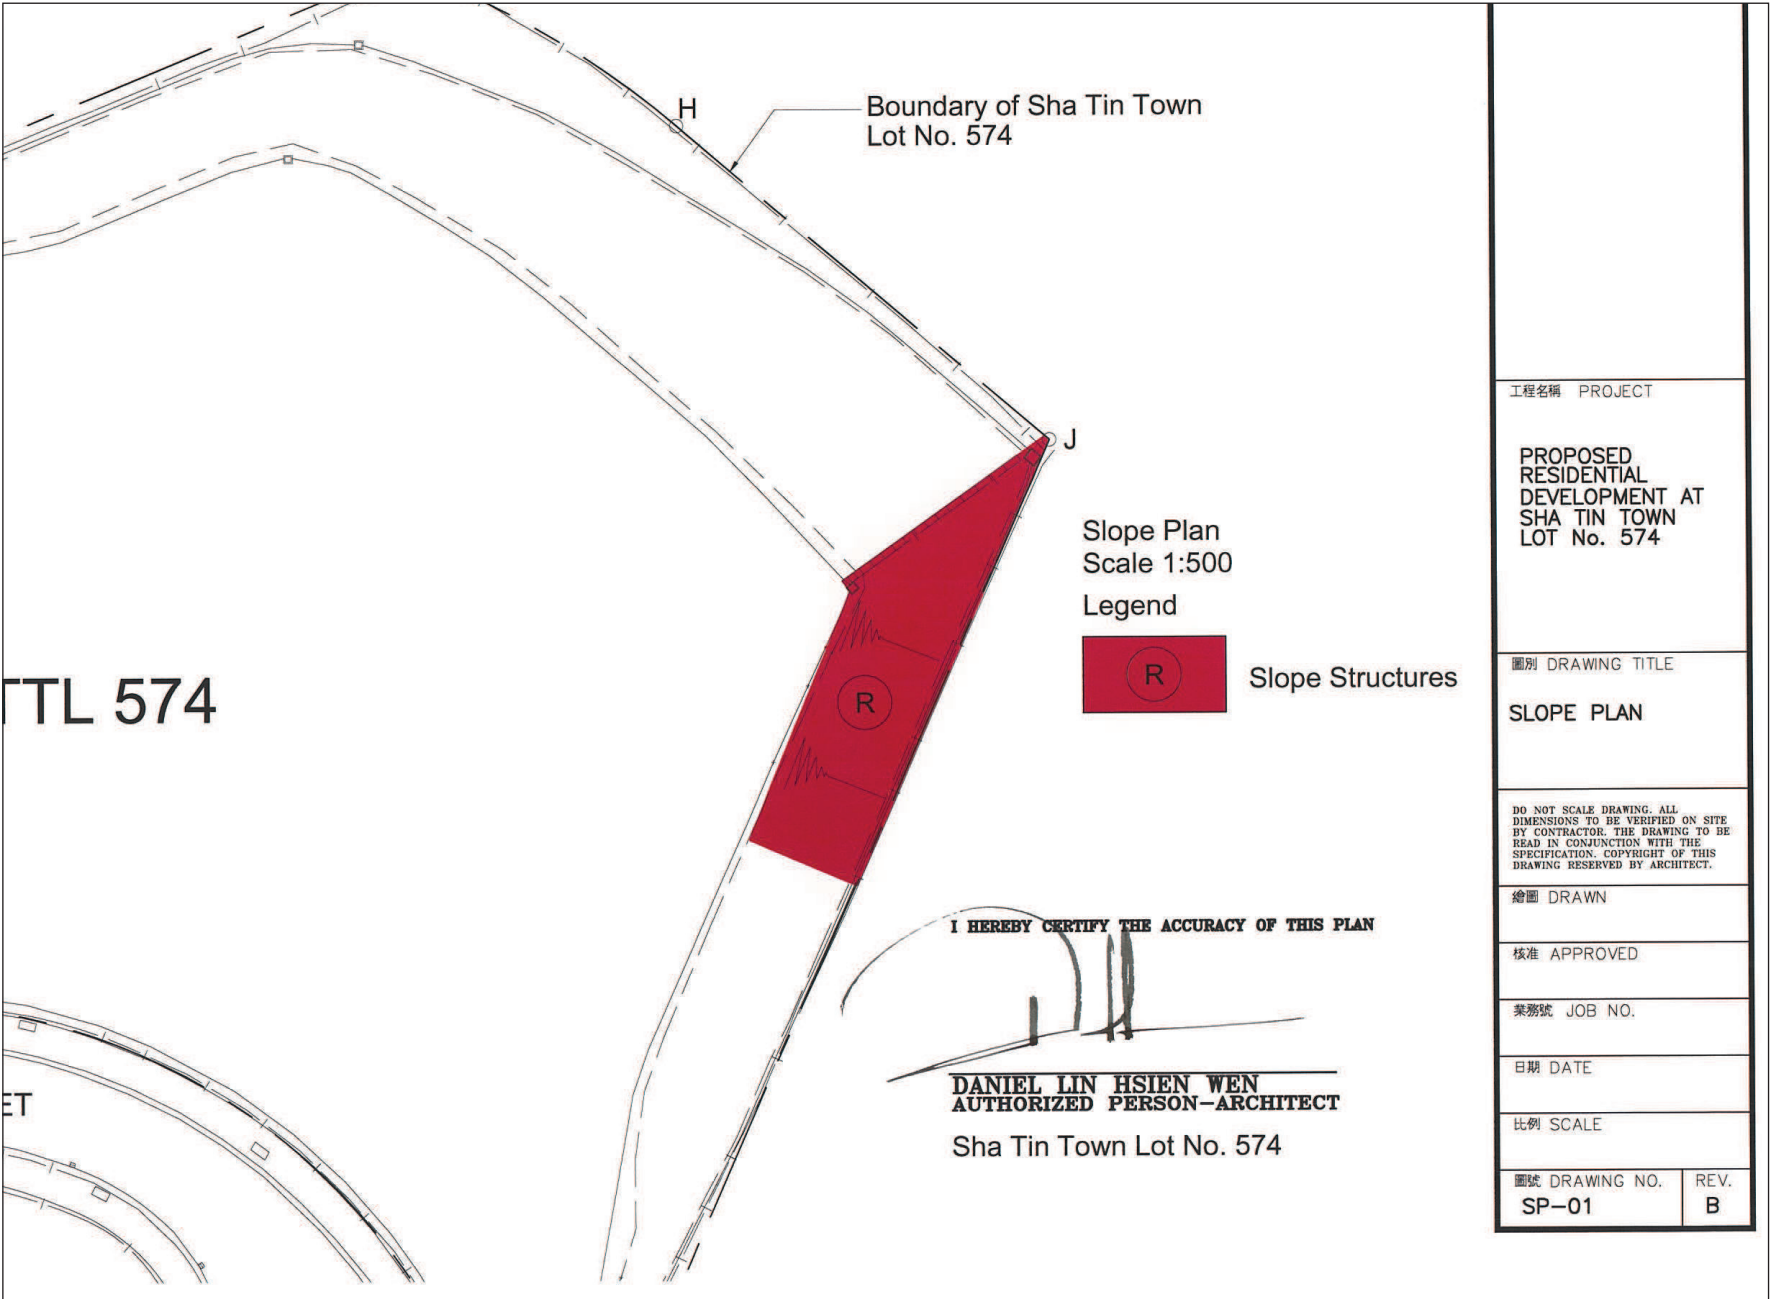 H
Boundary of Sha Tin Town
Lot No. 574
J
Slope Plan
Scale 1:500
Legend
R
Slope Structures
R
TTL 574
ET
I HEREBY CERTIFY THE ACCURACY OF THIS PLAN
DANIEL LIN HSIEN WEN
AUTHORIZED PERSON-ARCHITECT
Sha Tin Town Lot No. 574
工程名稱 PROJECT
PROPOSED
RESIDENTIAL
DEVELOPMENT AT
SHA TIN TOWN
LOT No. 574
圖別 DRAWING TITLE
SLOPE PLAN
DO NOT SCALE DRAWING. ALL
DIMENSIONS TO BE VERIFIED ON SITE
BY CONTRACTOR. THE DRAWING TO BE
READ IN CONJUNCTION WITH THE
SPECIFICATION. COPYRIGHT OF THIS
DRAWING RESERVED BY ARCHITECT.
繪圖 DRAWN
核准 APPROVED
業務號 JOB NO.
日期 DATE
比例 SCALE
圖號 DRAWING NO.
SP-01
REV.
B